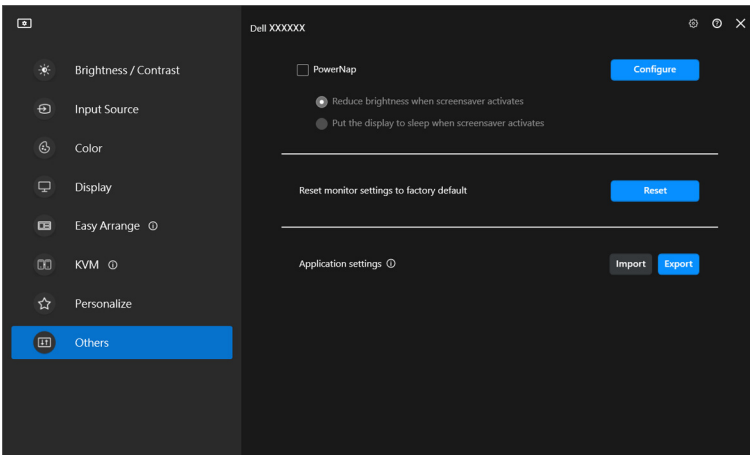 Dell XXXXXX
Brightness / Contrast
Input Source
Color
Display
Easy Arrange
KVM
Personalize
Others
PowerNap
Configure
Reduce brightness when screensaver activates
Put the display to sleep when screensaver activates
Reset monitor settings to factory default
Reset
Application settings
Import
Export